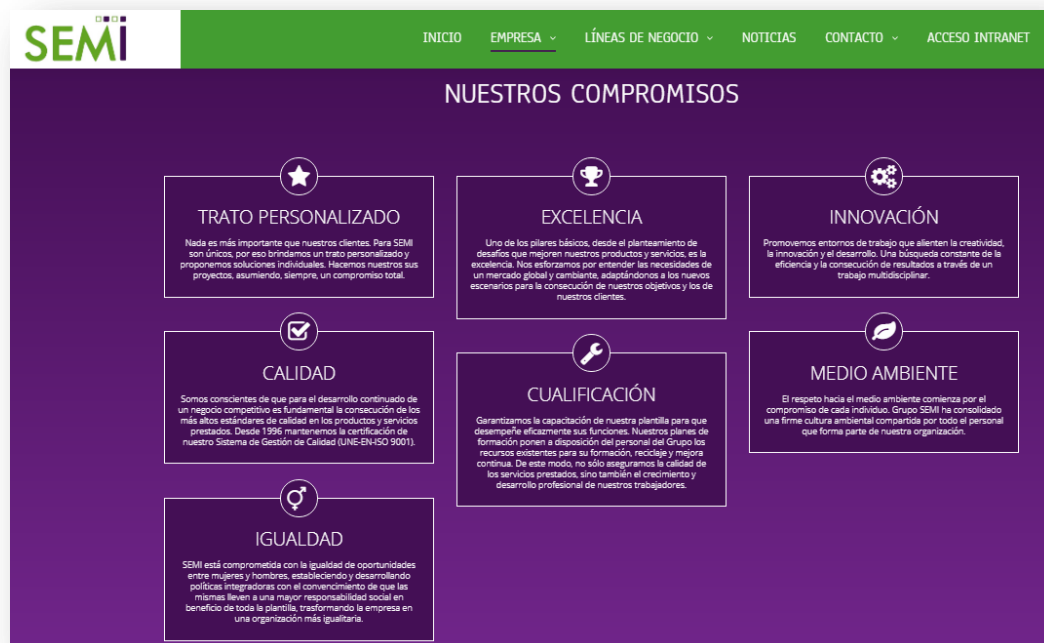 SEMI
INICIO EMPRESA LÍNEAS DE NEGOCIO NOTICIAS CONTACTO ACCESO INTRANET
NUESTROS COMPROMISOS
TRATO PERSONALIZADO
Nada es más importante que nuestros clientes. Para SEMI
son únicos, por eso brindamos un trato personalizado y
proponemos soluciones individuales. Hacemos nuestros sus
proyectos, asumiendo, siempre, un compromiso total.
EXCELENCIA
Uno de los pilares básicos, desde el planteamiento de
desafíos que mejoren nuestros productos y servicios, es la
excelencia. Nos esforzamos por entender las necesidades de
un mercado global y cambiante, adaptándonos a los nuevos
escenarios para la consecución de nuestros objetivos y los de
nuestros clientes.
INNOVACIÓN
Promovemos entornos de trabajo que alienten la creatividad,
la innovación y el desarrollo. Una búsqueda constante de la
eficiencia y la consecución de resultados a través de un
trabajo multidisciplinar.
CALIDAD
Somos conscientes de que para el desarrollo continuado de
un negocio competitivo es fundamental la consecución de los
más altos estándares de calidad en los productos y servicios
prestados. Desde 1996 mantenemos la certificación de
nuestro Sistema de Gestión de Calidad (UNE-EN-ISO 9001).
CUALIFICACIÓN
Garantizamos la capacitación de nuestra plantilla para que
desempeñe eficazmente sus funciones. Nuestros planes de
formación ponen a disposición del personal del Grupo los
recursos existentes para su formación, reciclaje y mejora
continua. De este modo, no sólo aseguramos la calidad de
los servicios prestados, sino también el crecimiento y
desarrollo profesional de nuestros trabajadores.
MEDIO AMBIENTE
El respeto hacia el medio ambiente comienza por el
compromiso de cada individuo. Grupo SEMI ha consolidado
una firme cultura ambiental compartida por todo el personal
que forma parte de nuestra organización.
IGUALDAD
SEMI está comprometida con la igualdad de oportunidades
entre mujeres y hombres, estableciendo y desarrollando
políticas integradoras con el convencimiento de que las
mismas lleven a una mayor responsabilidad social en
beneficio de toda la plantilla, trasformando la empresa en
una organización más igualitaria.